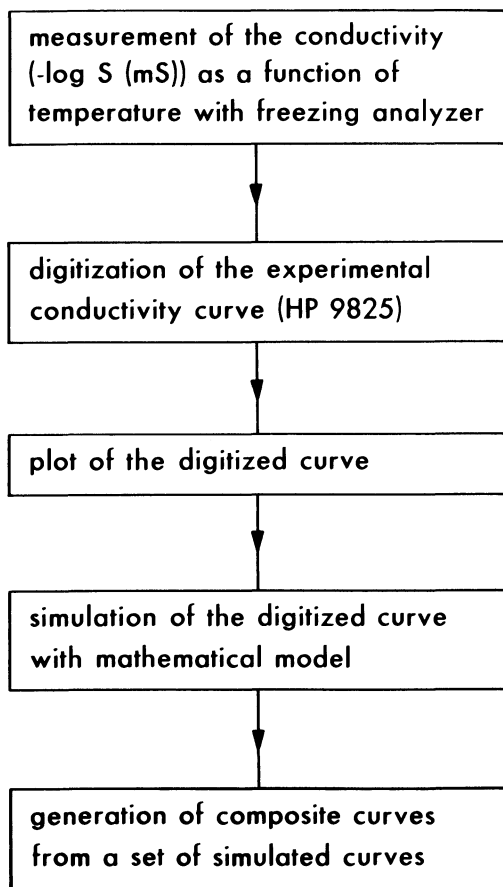 measurement of the conductivity
(-log S (mS)) as a function of
temperature with freezing analyzer
digitization of the experimental
conductivity curve (HP 9825)
plot of the digitized curve
simulation of the digitized curve
with mathematical model
generation of composite curves
from a set of simulated curves